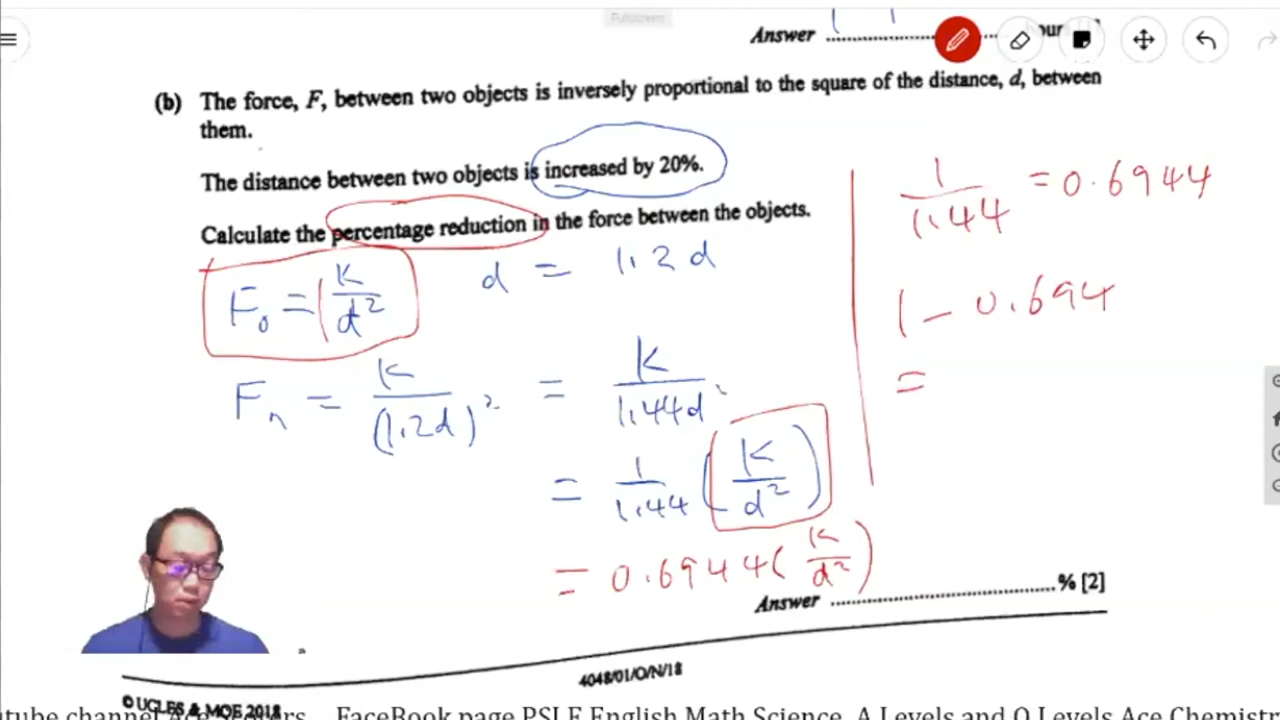 Fullscreen
Answer
(b) The force, F, between two objects is inversely proportional to the square of the distance, d, between
them.
The distance between two objects is increased by 20%.
Calculate the percentage reduction in the force between the objects.
F₀ = K/d² d = 1.2d
Fₙ = K/(1.2d)² = K/1.44d²
= 1/1.44 (K/d²)
= 0.6944(K/d²)
1/1.44 = 0.6944
1 - 0.694
=
Answer ........................................ % [2]
4048/01/O/N/18
© UCLES & MOE 2018
FaceBook page PSLE English Math Science, A Levels and O Levels Ace Chemistr